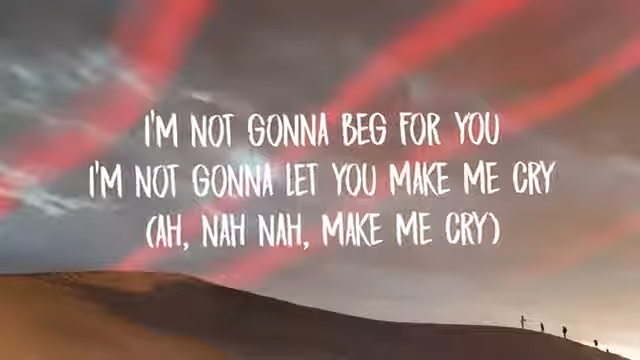 I'M NOT GONNA BEG FOR YOU
I'M NOT GONNA LET YOU MAKE ME CRY
(AH, NAH NAH, MAKE ME CRY)